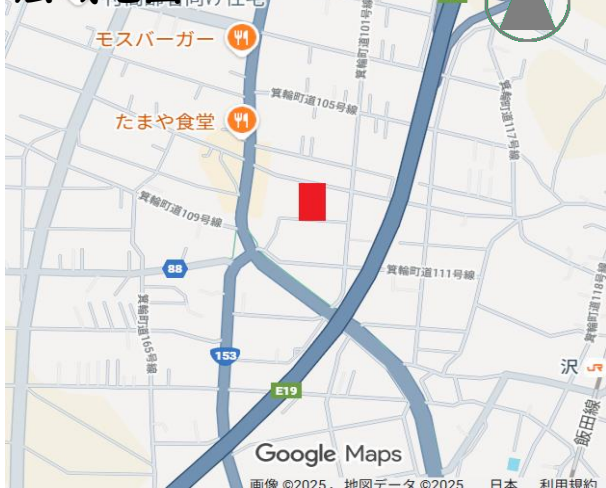 モスバーガー
箕輪町道101号線
箕輪町道105号線
たまや食堂
箕輪町道117号線
箕輪町道109号線
88
箕輪町道111号線
箕輪町道118号線
箕輪町道165号線
153
沢
E19
飯田線
Google Maps
画像 ©2025、地図データ ©2025 日本 利用規約